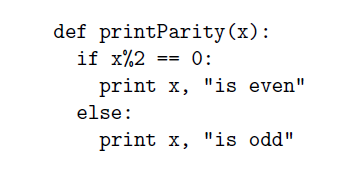 def printParity(x):
  if x%2 == 0:
    print x, "is even"
  else:
    print x, "is odd"